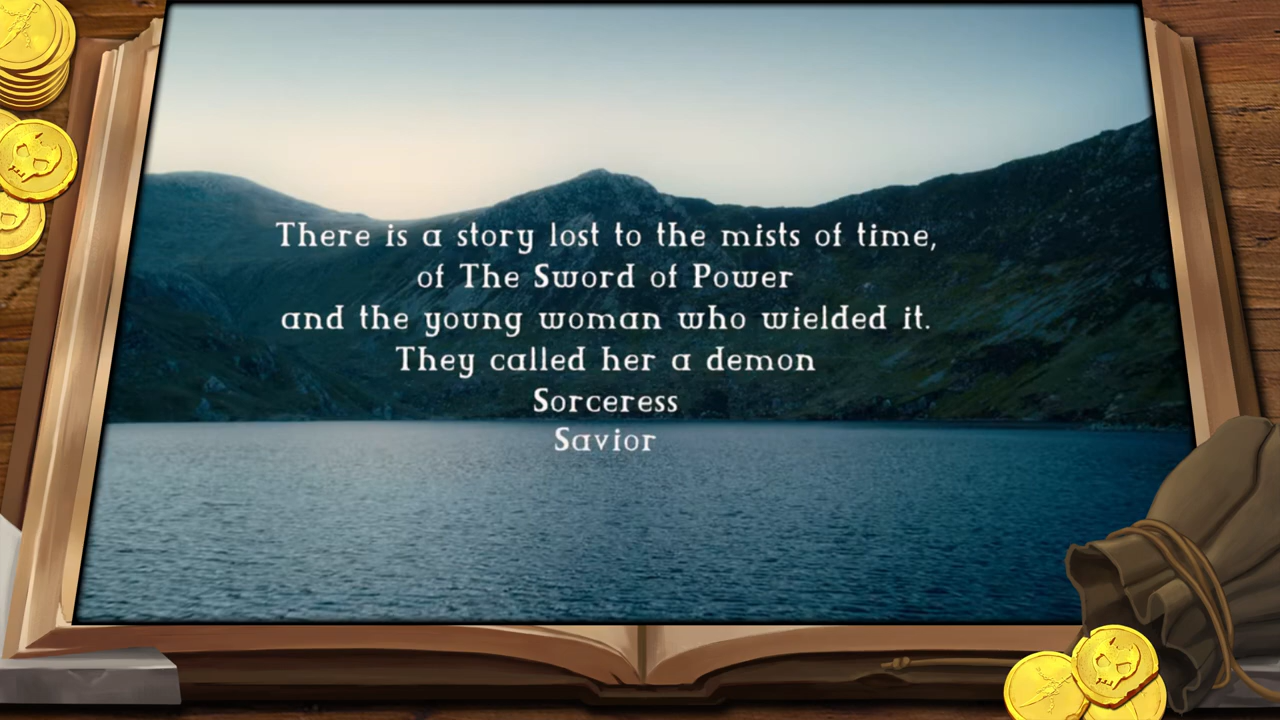 There is a story lost to the mists of time,
of The Sword of Power
and the young woman who wielded it.
They called her a demon
Sorceress
Savior